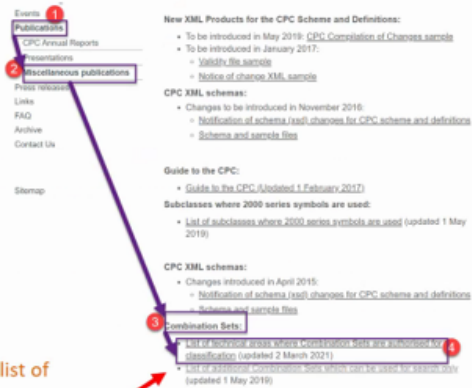 Events
1
Publications
CPC Annual Reports
Presentations
2
Miscellaneous publications
Press releases
Links
FAQ
Archive
Contact Us
Sitemap
New XML Products for the CPC Scheme and Definitions:
To be introduced in May 2019: CPC Compilation of Changes sample
To be introduced in January 2017:
Validity file sample
Notice of change XML sample
CPC XML schemas:
Changes to be introduced in November 2016:
Notification of schema (xsd) changes for CPC scheme and definitions
Schema and sample files
Guide to the CPC:
Guide to the CPC (Updated 1 February 2017)
Subclasses where 2000 series symbols are used:
List of subclasses where 2000 series symbols are used (updated 1 May
2019)
CPC XML schemas:
Changes introduced in April 2015:
Notification of schema (xsd) changes for CPC scheme and definitions
Schema and sample files
3
Combination Sets:
List of technical areas where Combination Sets are authorised for
4
classification (updated 2 March 2021)
List of additional Combination Sets which can be used for search only
(updated 1 May 2019)
list of